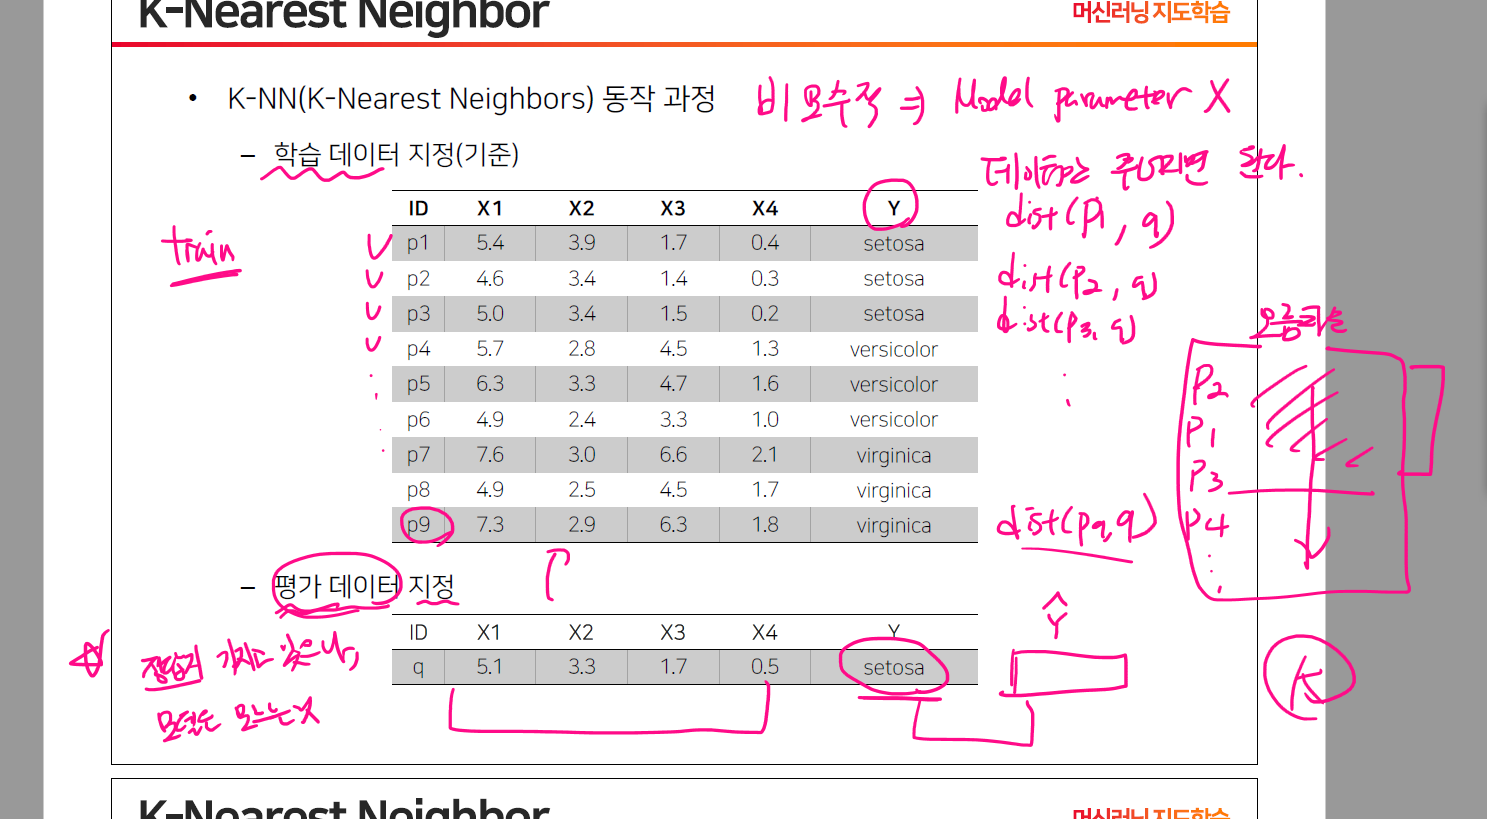 K-Nearest Neighbor
머신러닝 지도학습
• K-NN(K-Nearest Neighbors) 동작 과정
비모수적 ⇒ Model parameter X
– 학습 데이터 지정(기준)
데이터는 주어지면 된다.
train
ID X1 X2 X3 X4 Y
p1 5.4 3.9 1.7 0.4 setosa
p2 4.6 3.4 1.4 0.3 setosa
p3 5.0 3.4 1.5 0.2 setosa
p4 5.7 2.8 4.5 1.3 versicolor
p5 6.3 3.3 4.7 1.6 versicolor
p6 4.9 2.4 3.3 1.0 versicolor
p7 7.6 3.0 6.6 2.1 virginica
p8 4.9 2.5 4.5 1.7 virginica
p9 7.3 2.9 6.3 1.8 virginica
dist(P1, q)
dist(P2, q)
dist(P3, q)
dist(P9, q)
오름차순
P2
P1
P3
P4
– 평가 데이터 지정
ID X1 X2 X3 X4 Y
q 5.1 3.3 1.7 0.5 setosa
Ŷ
K
가지고 있으나,
모델은 모르는 것
K-Nearest Neighbor
머신러닝 지도학습